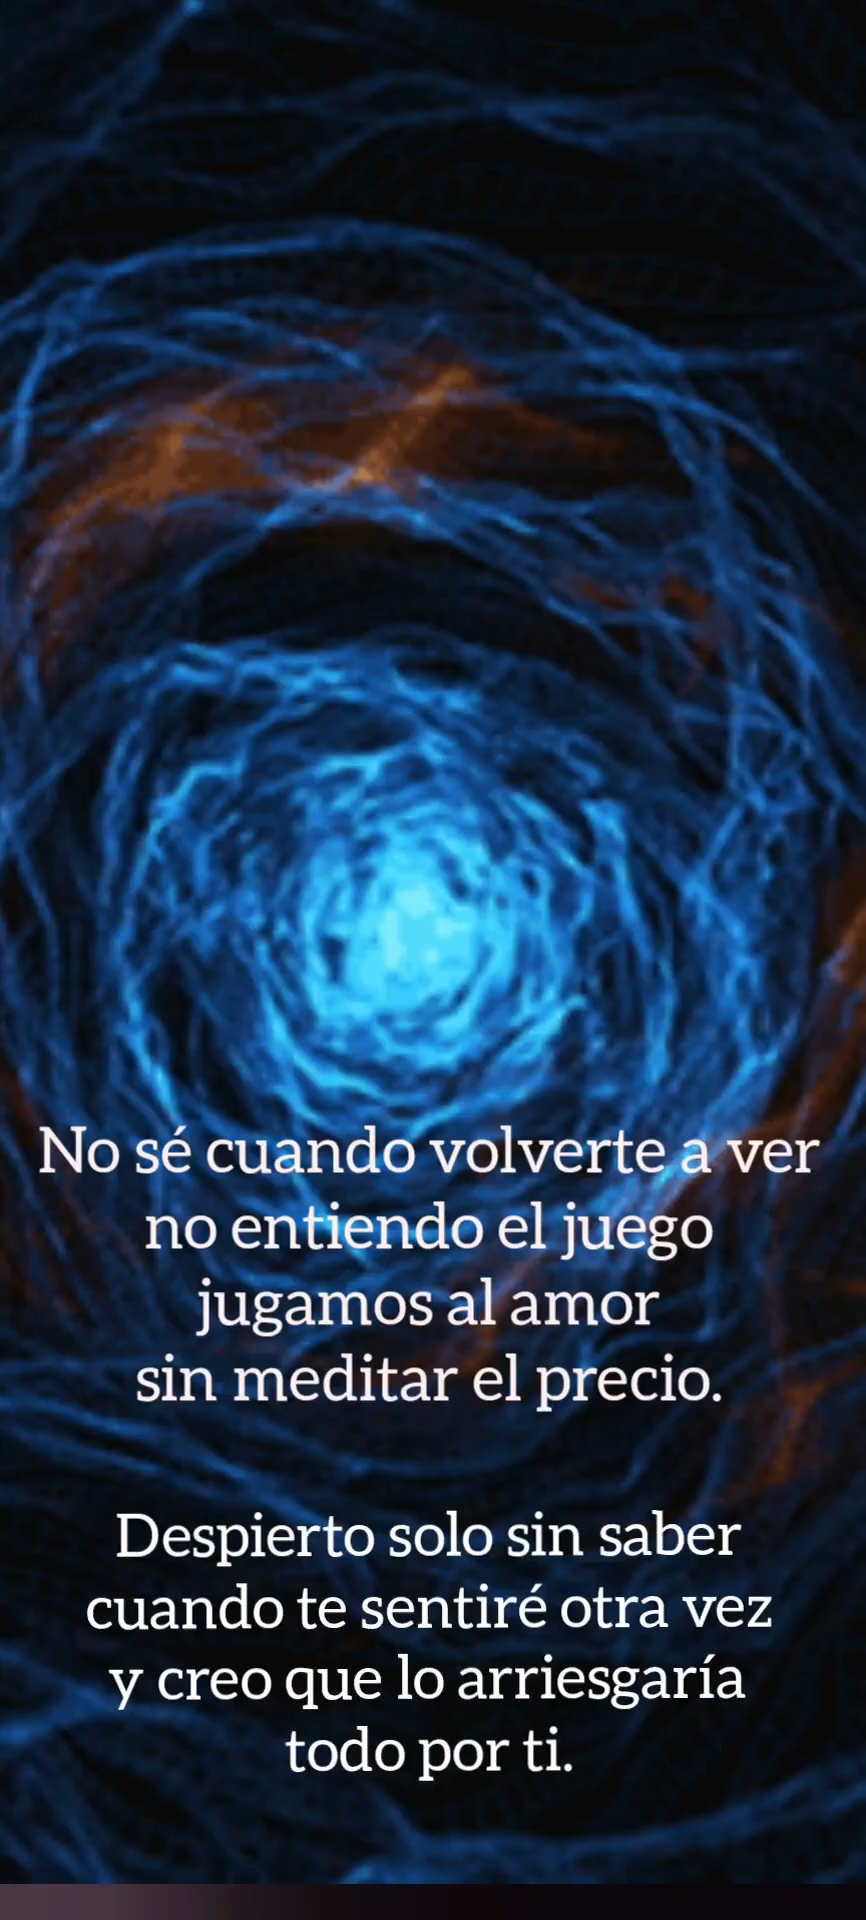 No sé cuando volverte a ver
no entiendo el juego
jugamos al amor
sin meditar el precio.
Despierto solo sin saber
cuando te sentiré otra vez
y creo que lo arriesgaría
todo por ti.